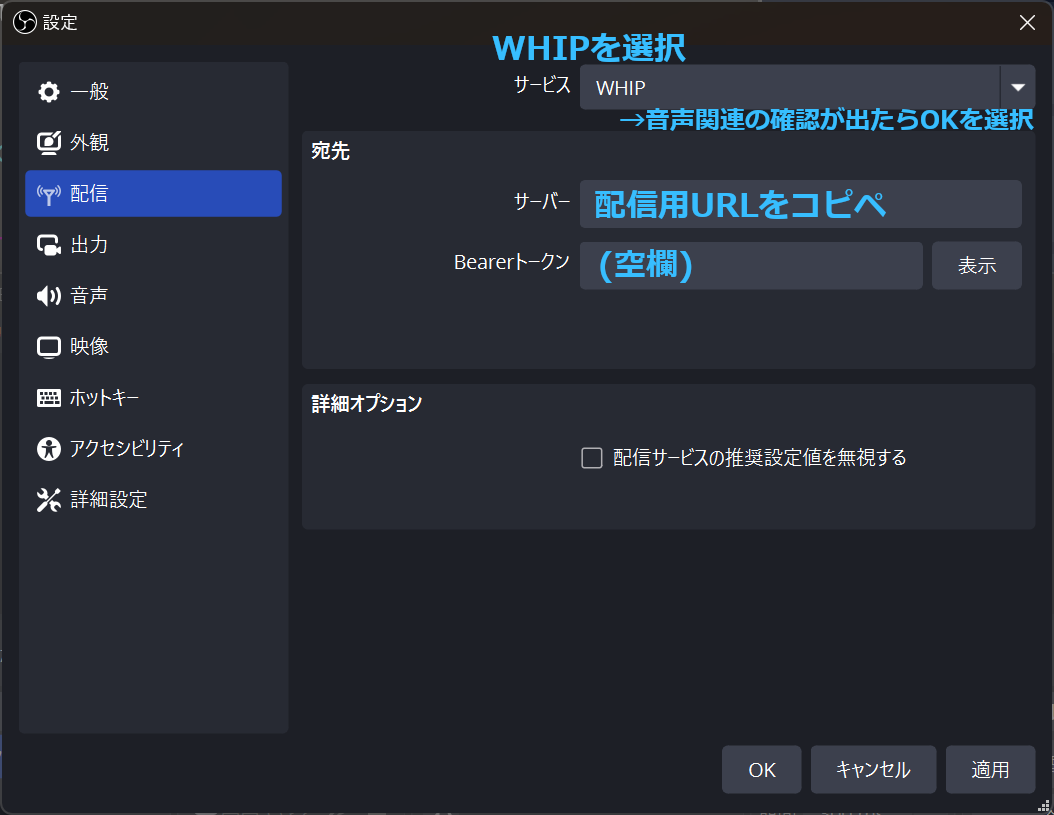 設定
一般
外観
配信
出力
音声
映像
ホットキー
アクセシビリティ
詳細設定
WHIPを選択
サービス WHIP
→音声関連の確認が出たらOKを選択
宛先
サーバー 配信用URLをコピペ
Bearerトークン (空欄) 表示
詳細オプション
配信サービスの推奨設定値を無視する
OK キャンセル 適用